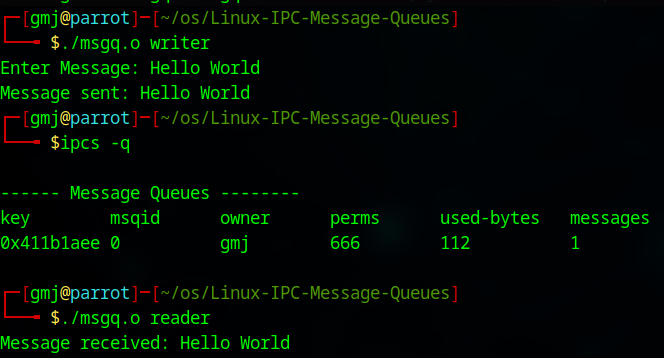 ┌─[gmj@parrot]─[~/os/Linux-IPC-Message-Queues]
└──╼ $./msgq.o writer
Enter Message: Hello World
Message sent: Hello World
┌─[gmj@parrot]─[~/os/Linux-IPC-Message-Queues]
└──╼ $ipcs -q
------ Message Queues --------
key        msqid      owner      perms      used-bytes   messages
0x411b1aee 0          gmj        666        112          1
┌─[gmj@parrot]─[~/os/Linux-IPC-Message-Queues]
└──╼ $./msgq.o reader
Message received: Hello World